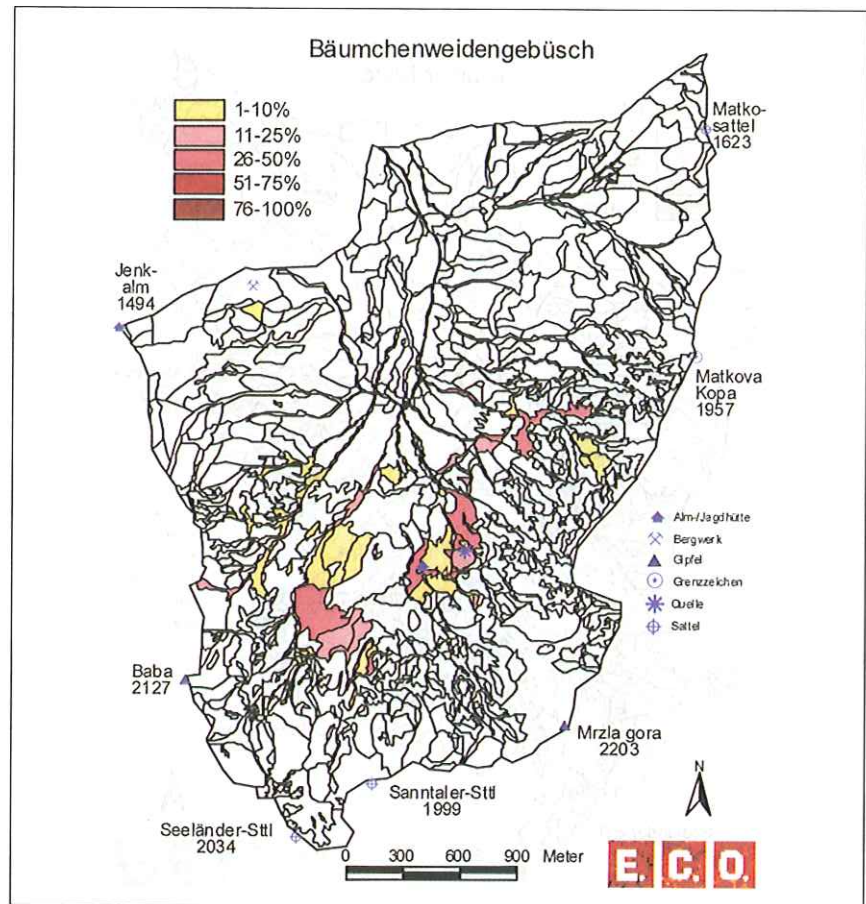 Bäumchenweidengebüsch
1-10%
11-25%
26-50%
51-75%
76-100%
Matko-
sattel
1623
Jenk-
alm
1494
Matkova
Kopa
1957
Alm-/Jagdhütte
Bergwerk
Gipfel
Grenzzeichen
Quelle
Sattel
Baba
2127
Mrzla gora
2203
Sanntaler-Sttl
1999
Seeländer-Sttl
2034
N
0 300 600 900 Meter
E. C. O.